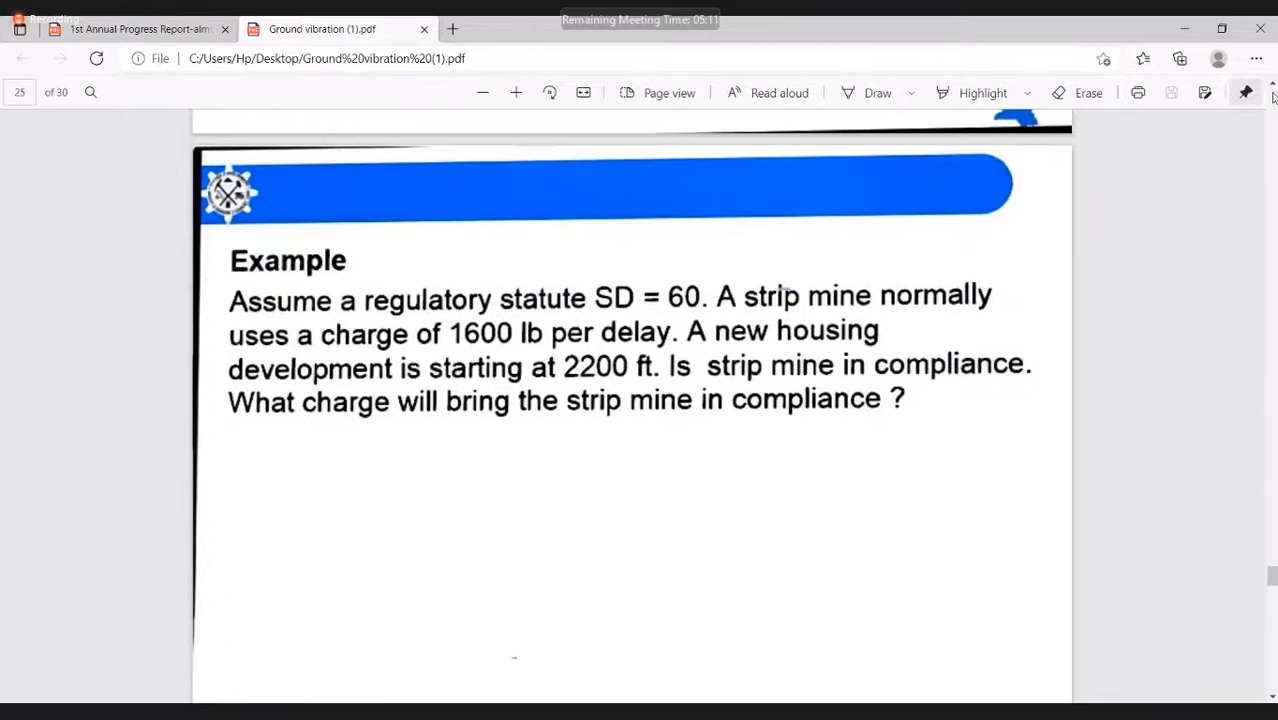 Recording
Remaining Meeting Time: 05:11
1st Annual Progress Report-almo
Ground vibration (1).pdf
File
C:/Users/Hp/Desktop/Ground%20vibration%20(1).pdf
25 of 30
Page view
Read aloud
Draw
Highlight
Erase
Example
Assume a regulatory statute SD = 60. A strip mine normally
uses a charge of 1600 lb per delay. A new housing
development is starting at 2200 ft. Is strip mine in compliance.
What charge will bring the strip mine in compliance ?